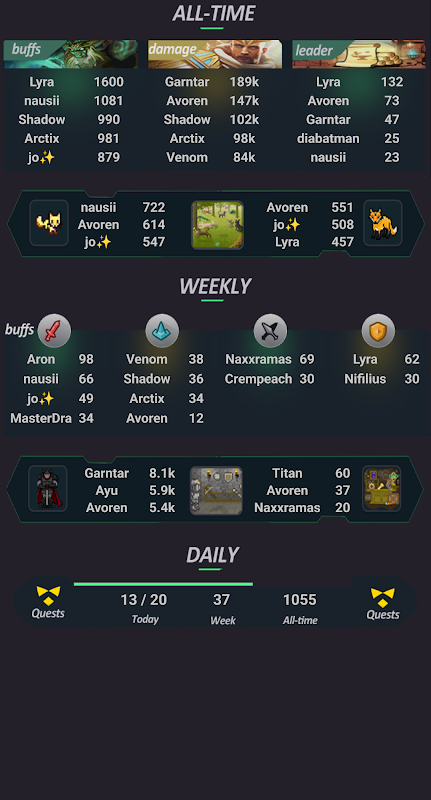 ALL-TIME
buffs damage leader
Lyra 1600 Garntar 189k Lyra 132
nausii 1081 Avoren 147k Avoren 73
Shadow 990 Shadow 102k Garntar 47
Arctix 981 Arctix 98k diabatman 25
jo✨ 879 Venom 84k nausii 23
nausii 722 Avoren 551
Avoren 614 jo✨ 508
jo✨ 547 Lyra 457
WEEKLY
buffs
Aron 98 Venom 38 Naxxramas 69 Lyra 62
nausii 66 Shadow 36 Crempeach 30 Nifilius 30
jo✨ 49 Arctix 34
MasterDra 34 Avoren 12
Garntar 8.1k Titan 60
Ayu 5.9k Avoren 37
Avoren 5.4k Naxxramas 20
DAILY
13 / 20 37 1055
Quests Today Week All-time Quests